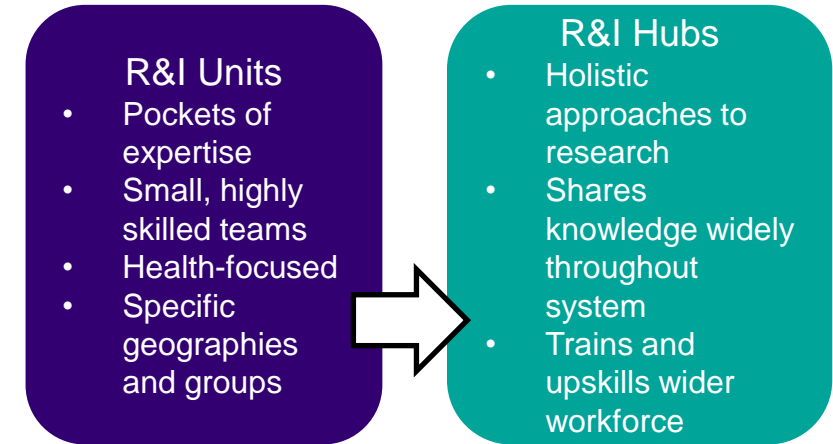 R&I Units
• Pockets of
expertise
• Small, highly
skilled teams
• Health-focused
• Specific
geographies
and groups
R&I Hubs
• Holistic
approaches to
research
• Shares
knowledge widely
throughout
system
• Trains and
upskills wider
workforce